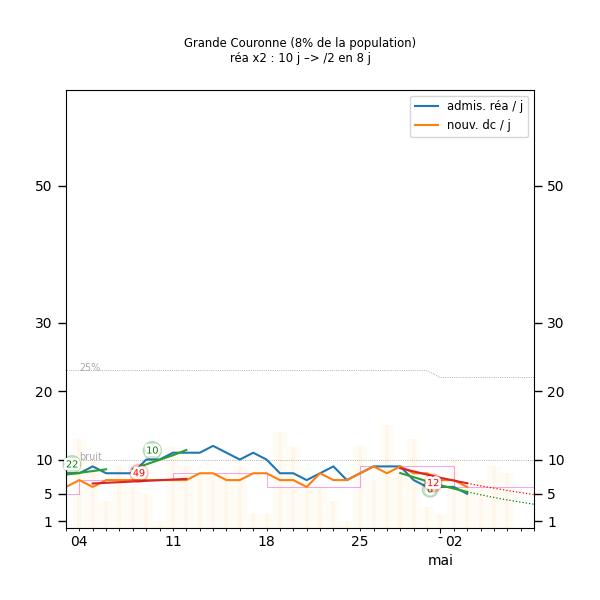 Grande Couronne (8% de la population)
réa x2 : 10 j –> /2 en 8 j
admis. réa / j
nouv. dc / j
50 50
30 30
25%
20 20
bruit
10 10
22 10 49 12
5 5
1 1
04 11 18 25 02
mai